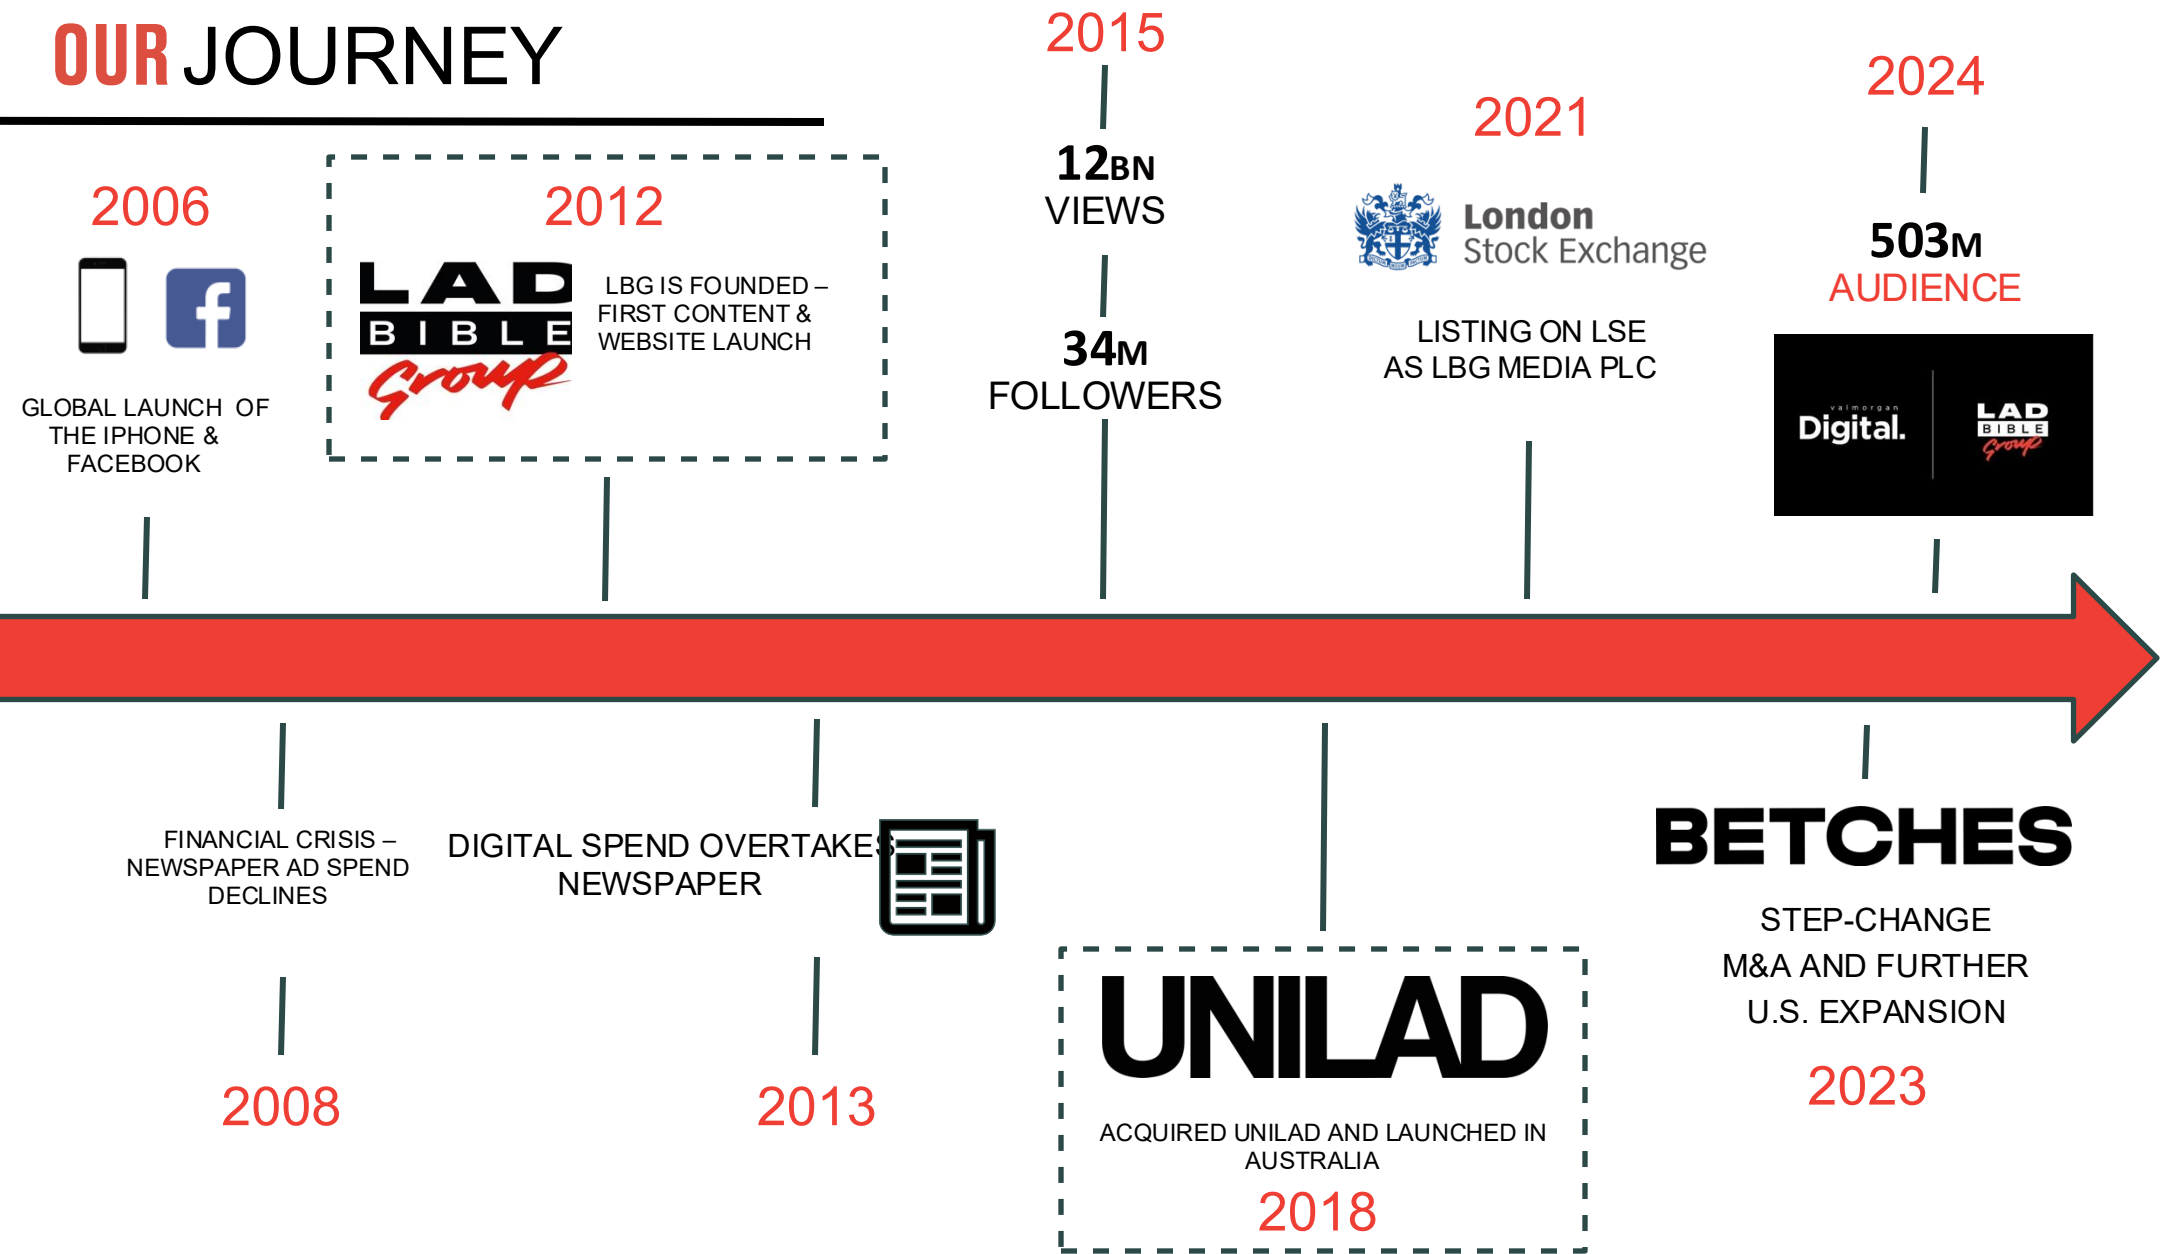 OUR JOURNEY
2006
GLOBAL LAUNCH OF
THE IPHONE &
FACEBOOK
2012
LAD
BIBLE
Group
LBG IS FOUNDED –
FIRST CONTENT &
WEBSITE LAUNCH
2015
12BN
VIEWS
34M
FOLLOWERS
2021
London
Stock Exchange
LISTING ON LSE
AS LBG MEDIA PLC
2024
503M
AUDIENCE
valmorgan
Digital.
LAD
BIBLE
Group
FINANCIAL CRISIS –
NEWSPAPER AD SPEND
DECLINES
2008
DIGITAL SPEND OVERTAKES
NEWSPAPER
2013
UNILAD
ACQUIRED UNILAD AND LAUNCHED IN
AUSTRALIA
2018
BETCHES
STEP-CHANGE
M&A AND FURTHER
U.S. EXPANSION
2023